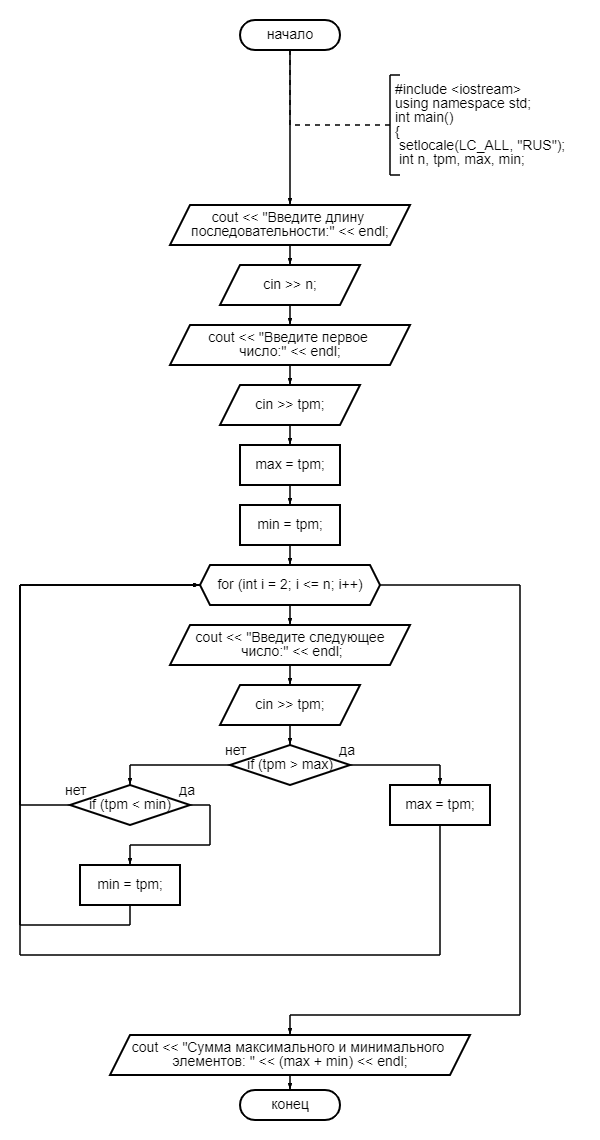 начало
#include <iostream>
using namespace std;
int main()
{
setlocale(LC_ALL, "RUS");
int n, tpm, max, min;
cout << "Введите длину
последовательности:" << endl;
cin >> n;
cout << "Введите первое
число:" << endl;
cin >> tpm;
max = tpm;
min = tpm;
for (int i = 2; i <= n; i++)
cout << "Введите следующее
число:" << endl;
cin >> tpm;
нет
да
if (tpm > max)
нет
да
if (tpm < min)
max = tpm;
min = tpm;
cout << "Сумма максимального и минимального
элементов: " << (max + min) << endl;
конец